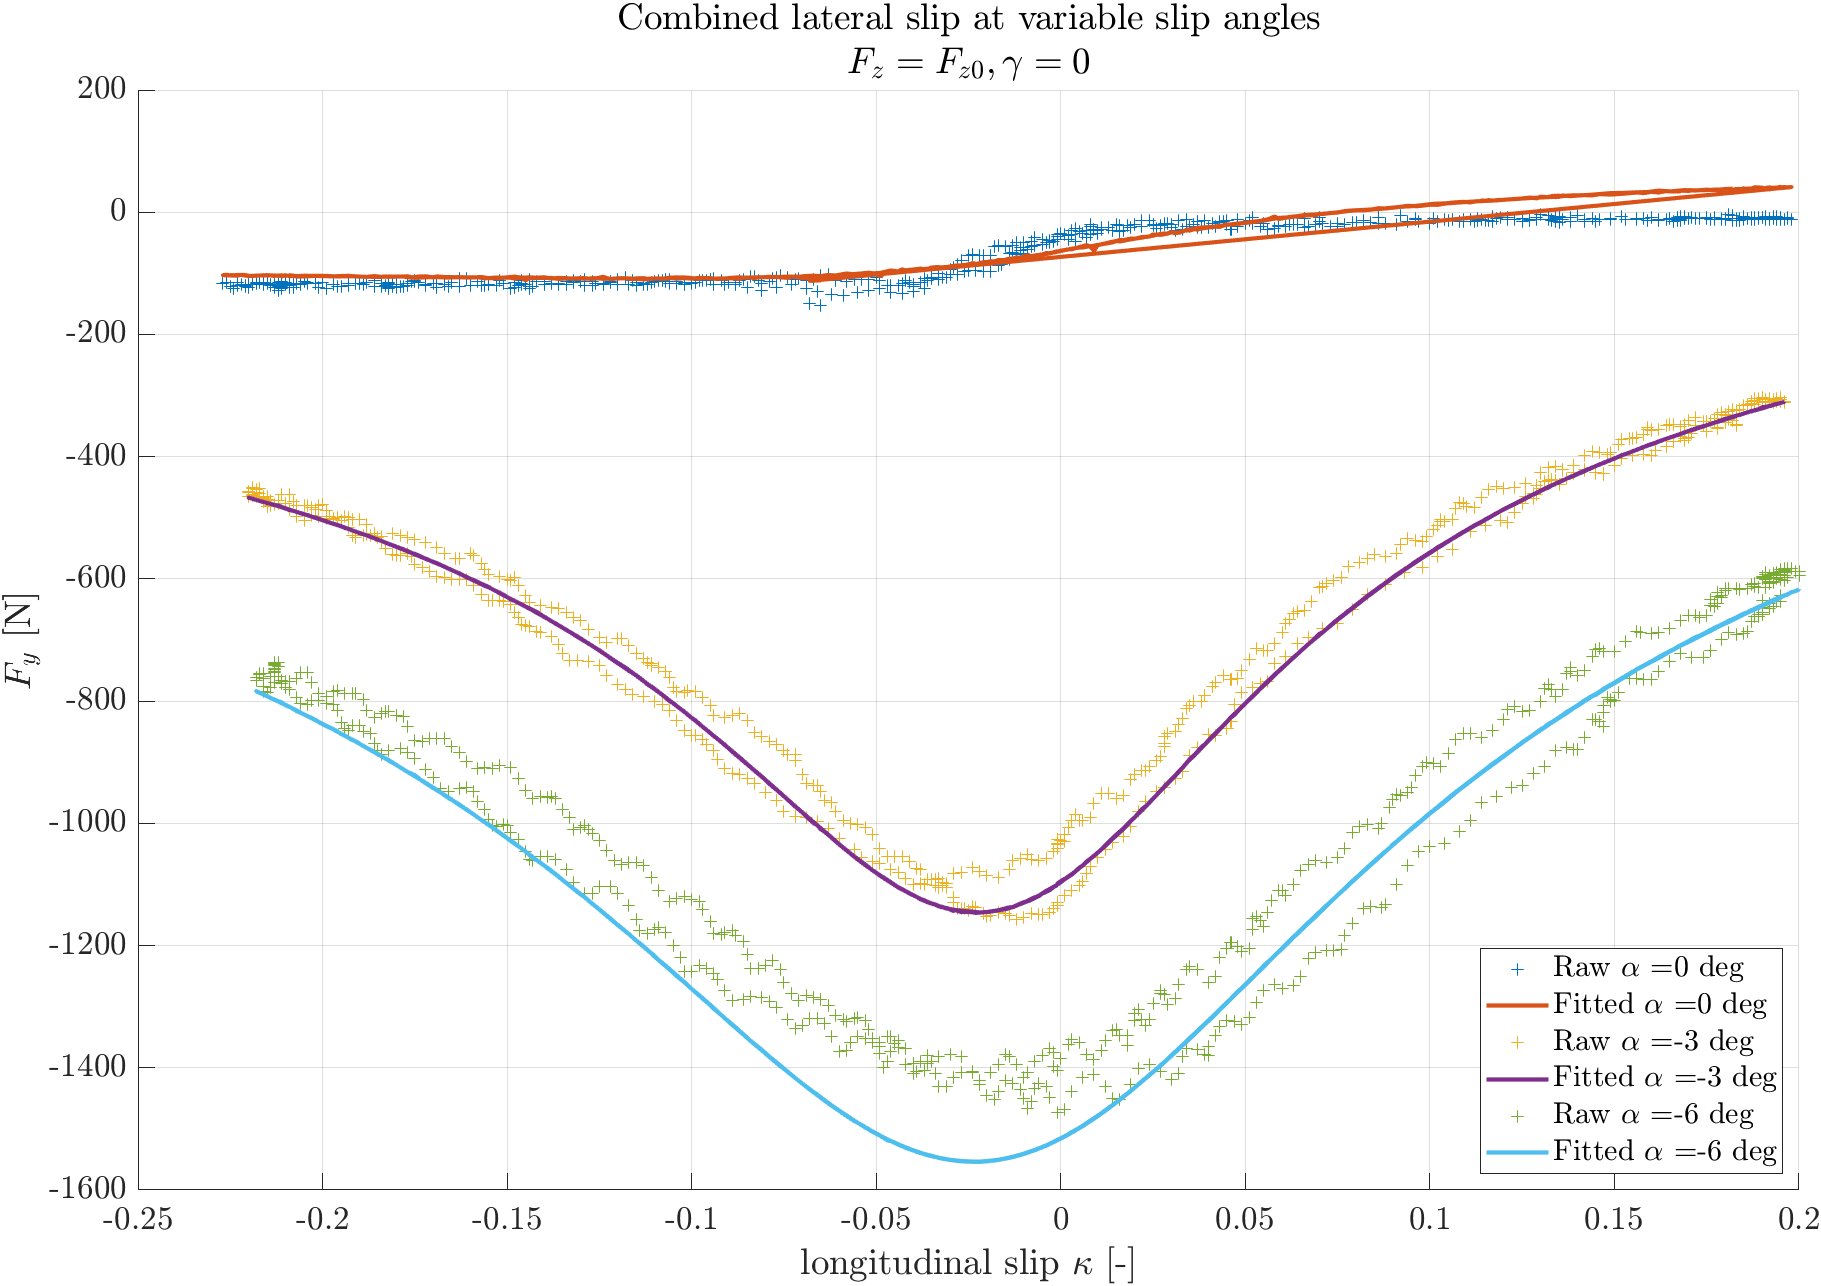 Combined lateral slip at variable slip angles
F_z = F_{z0}, γ = 0
200
0
-200
-400
-600
-800
-1000
-1200
-1400
-1600
F_y [N]
-0.25 -0.2 -0.15 -0.1 -0.05 0 0.05 0.1 0.15 0.2
longitudinal slip κ [-]
Raw α =0 deg
Fitted α =0 deg
Raw α =-3 deg
Fitted α =-3 deg
Raw α =-6 deg
Fitted α =-6 deg